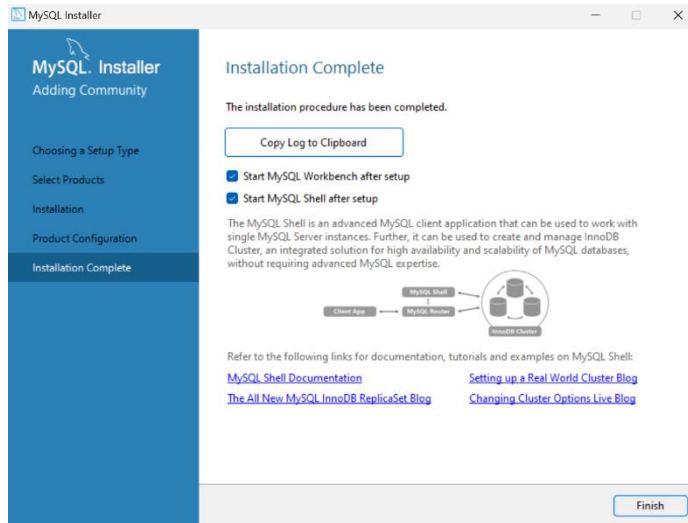 MySQL Installer
MySQL. Installer
Adding Community
Choosing a Setup Type
Select Products
Installation
Product Configuration
Installation Complete
Installation Complete
The installation procedure has been completed.
Copy Log to Clipboard
Start MySQL Workbench after setup
Start MySQL Shell after setup
The MySQL Shell is an advanced MySQL client application that can be used to work with
single MySQL Server instances. Further, it can be used to create and manage InnoDB
Cluster, an integrated solution for high availability and scalability of MySQL databases,
without requiring advanced MySQL expertise.
MySQL Shell
Client App
MySQL Router
InnoDB Cluster
Refer to the following links for documentation, tutorials and examples on MySQL Shell:
MySQL Shell Documentation
Setting up a Real World Cluster Blog
The All New MySQL InnoDB ReplicaSet Blog
Changing Cluster Options Live Blog
Finish